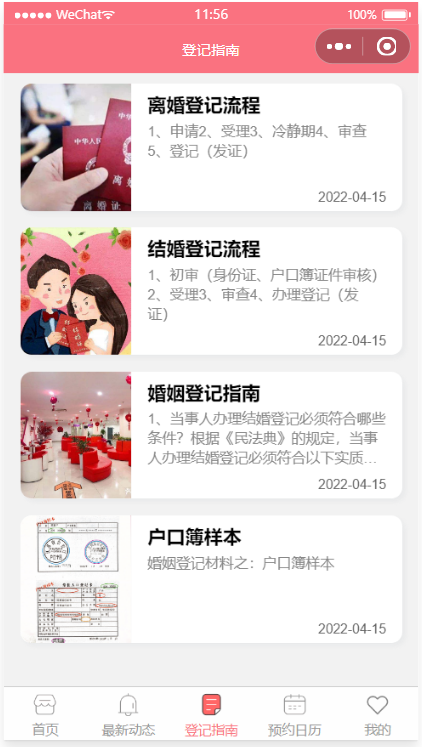 WeChat 11:56 100%
登记指南
离婚登记流程
1、申请2、受理3、冷静期4、审查
5、登记（发证）
2022-04-15
结婚登记流程
1、初审（身份证、户口簿证件审核）
2、受理3、审查4、办理登记（发
证）
2022-04-15
婚姻登记指南
1、当事人办理结婚登记必须符合哪些
条件？根据《民法典》的规定，当事
人办理结婚登记必须符合以下实质...
2022-04-15
户口簿样本
婚姻登记材料之：户口簿样本
2022-04-15
首页 最新动态 登记指南 预约日历 我的